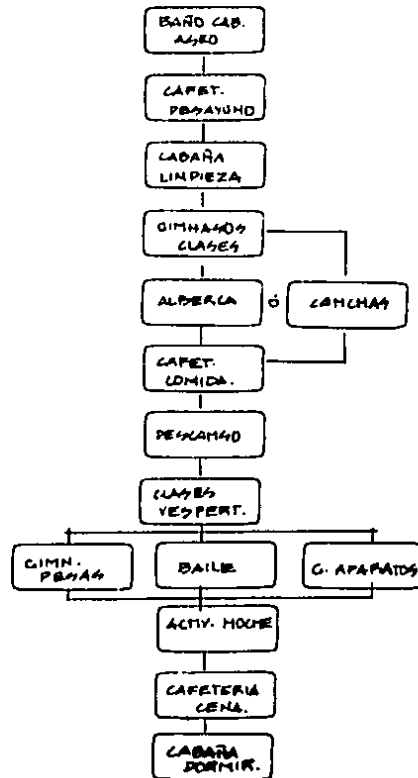 BAÑO CAB.
ASEO
CAFET.
DESAYUNO
CABAÑA
LIMPIEZA
GIMNASOS
CLASES
ALBERCA ó CANCHAS
CAFET.
COMIDA.
DESCANSO
CLASES
VESPERT.
GIMN.
PESAS
BAILE
G. APARATOS
ACTIV. NOCHE
CAFETERIA
CENA.
CABAÑA
DORMIR.